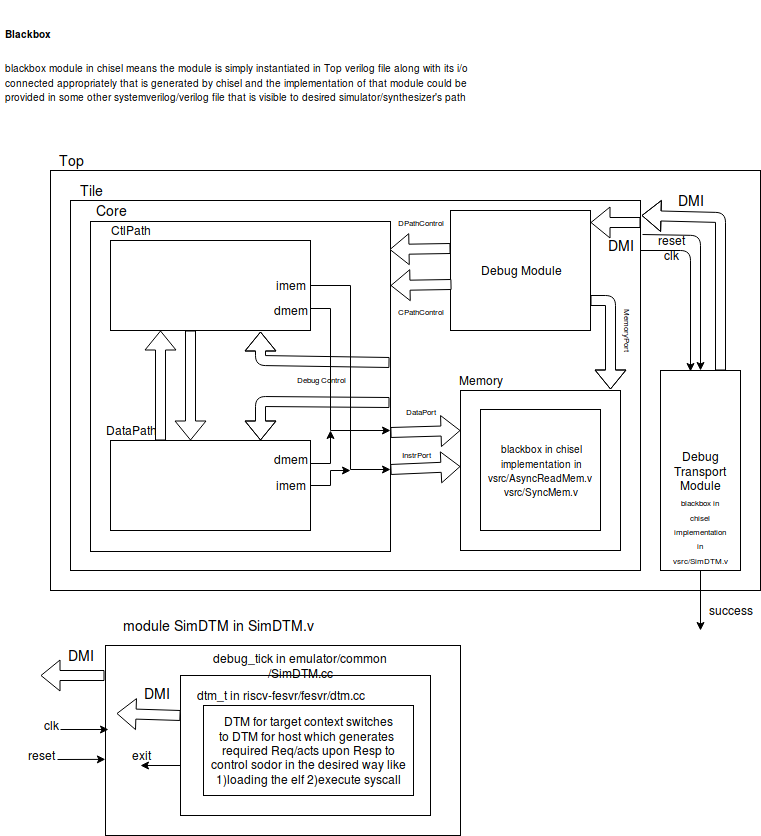 Blackbox
blackbox module in chisel means the module is simply instantiated in Top verilog file along with its i/o
connected appropriately that is generated by chisel and the implementation of that module could be
provided in some other systemverilog/verilog file that is visible to desired simulator/synthesizer's path
Top
Tile
Core
CtlPath
imem
dmem
Debug Control
DataPath
dmem
imem
DPathControl
CPathControl
Debug Module
DMI
DMI
reset
clk
MemoryPort
Memory
DataPort
InstrPort
blackbox in chisel
implementation in
vsrc/AsyncReadMem.v
vsrc/SyncMem.v
Debug
Transport
Module
blackbox in
chisel
implementation
in
vsrc/SimDTM.v
success
module SimDTM in SimDTM.v
DMI
clk
reset
debug_tick in emulator/common
/SimDTM.cc
DMI
exit
dtm_t in riscv-fesvr/fesvr/dtm.cc
DTM for target context switches
to DTM for host which generates
required Req/acts upon Resp to
control sodor in the desired way like
1)loading the elf 2)execute syscall